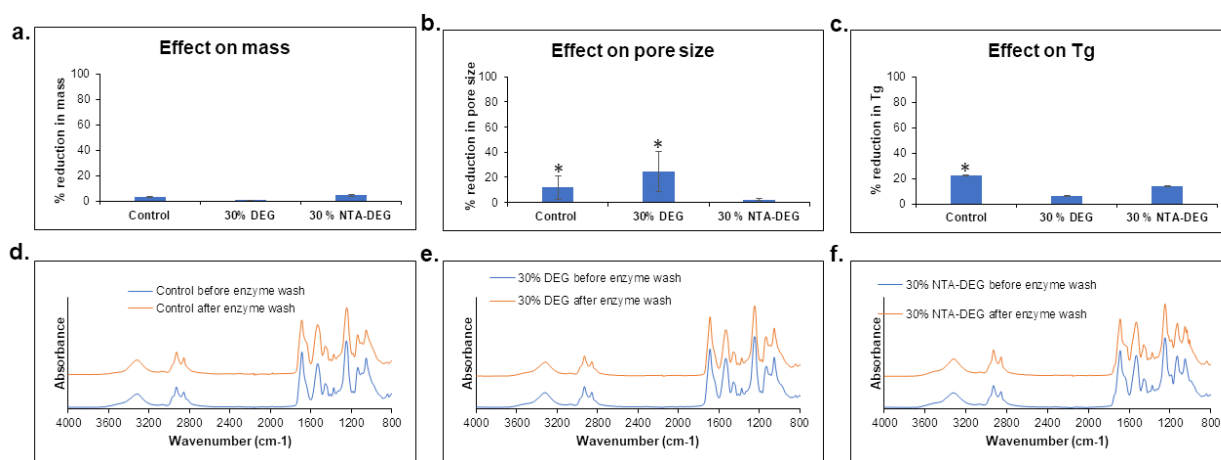 a.
Effect on mass
% reduction in mass
100
80
60
40
20
0
Control
30% DEG
30 % NTA-DEG
b.
Effect on pore size
% reduction in pore size
100
80
60
40
20
0
*
*
Control
30% DEG
30 % NTA-DEG
c.
Effect on Tg
% reduction in Tg
100
80
60
40
20
0
*
Control
30 % DEG
30 % NTA-DEG
d.
Control before enzyme wash
Control after enzyme wash
Absorbance
4000 3600 3200 2800 2400 2000 1600 1200 800
Wavenumber (cm-1)
e.
30% DEG before enzyme wash
30% DEG after enzyme wash
Absorbance
4000 3600 3200 2800 2400 2000 1600 1200 800
Wavenumber (cm-1)
f.
30% NTA-DEG before enzyme wash
30% NTA-DEG after enzyme wash
Absorbance
4000 3600 3200 2800 2400 2000 1600 1200 800
Wavenumber (cm-1)